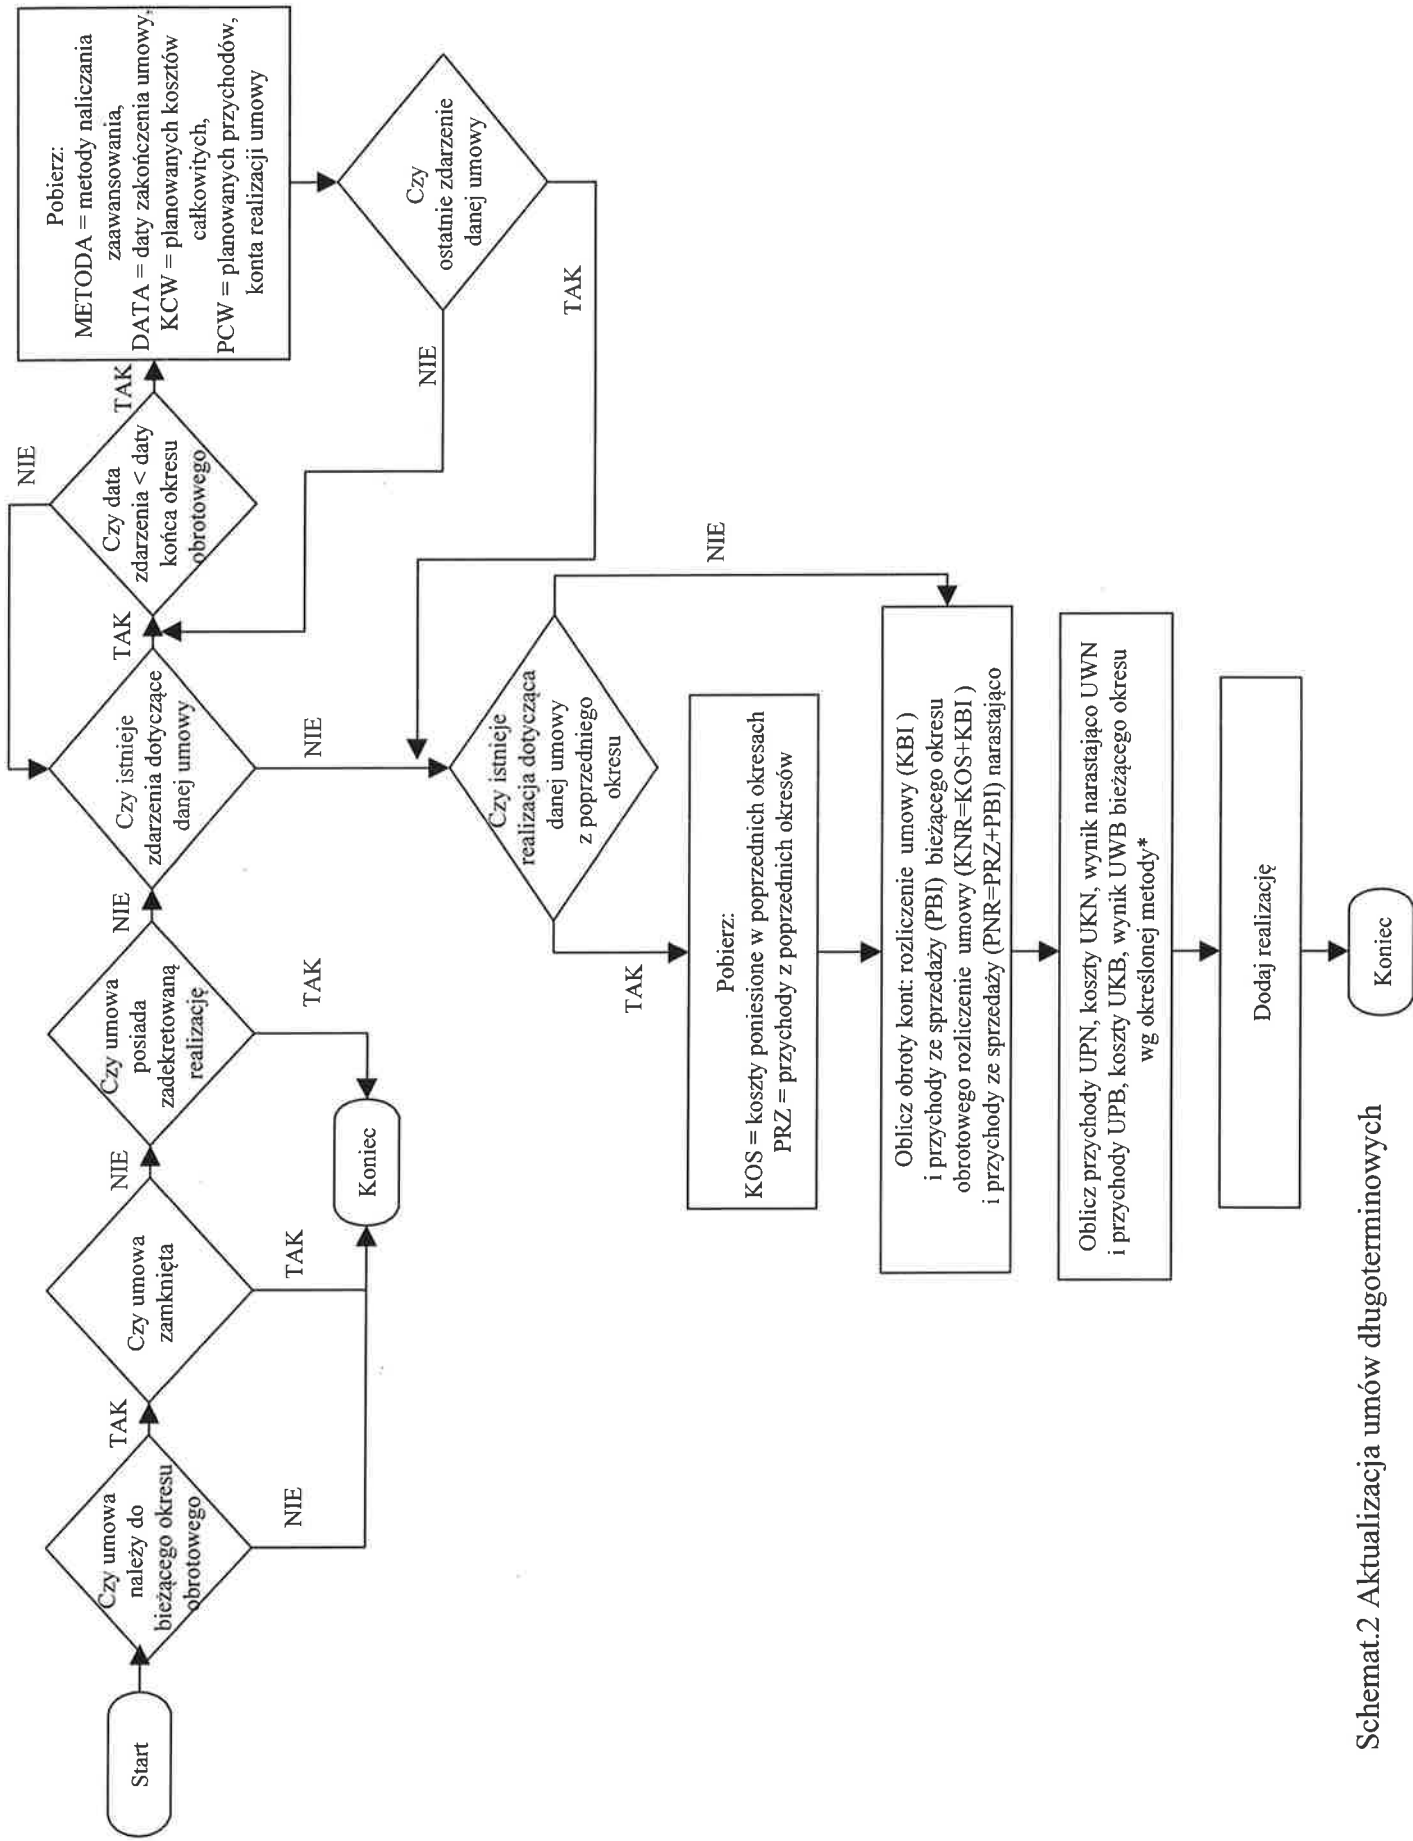 Start
Czy umowa
należy do
bieżącego okresu
obrotowego
TAK
NIE
Czy umowa
zamknięta
NIE
TAK
Czy umowa
posiada
zadekretowaną
realizację
NIE
TAK
Koniec
Czy istnieje
zdarzenia dotyczące
danej umowy
TAK
NIE
Czy data
zdarzenia < daty
końca okresu
obrotowego
NIE
TAK
Pobierz:
METODA = metody naliczania
zaawansowania,
DATA = daty zakończenia umowy,
KCW = planowanych kosztów
całkowitych,
PCW = planowanych przychodów,
konta realizacji umowy
Czy
ostatnie zdarzenie
danej umowy
NIE
TAK
Czy istnieje
realizacja dotycząca
danej umowy
z poprzedniego
okresu
NIE
TAK
Pobierz:
KOS = koszty poniesione w poprzednich okresach
PRZ = przychody z poprzednich okresów
Oblicz obroty kont: rozliczenie umowy (KBI )
i przychody ze sprzedaży (PBI) bieżącego okresu
obrotowego rozliczenie umowy (KNR=KOS+KBI )
i przychody ze sprzedaży (PNR=PRZ+PBI) narastająco
Oblicz przychody UPN, koszty UKN, wynik narastająco UWN
i przychody UPB, koszty UKB, wynik UWB bieżącego okresu
wg określonej metody*
Dodaj realizację
Koniec
Schemat.2 Aktualizacja umów długoterminowych